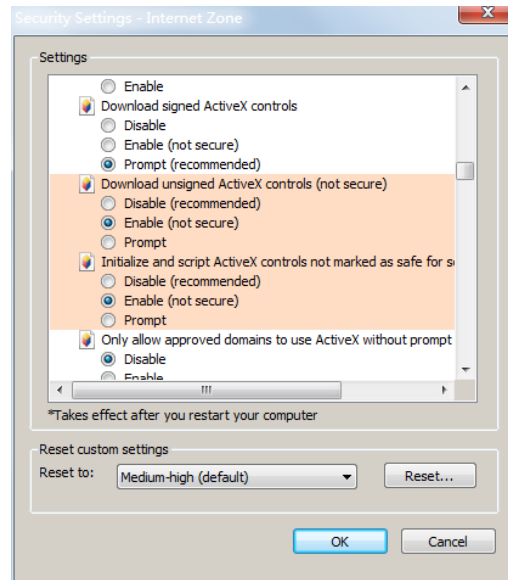 Security Settings - Internet Zone
Settings
Enable
Download signed ActiveX controls
Disable
Enable (not secure)
Prompt (recommended)
Download unsigned ActiveX controls (not secure)
Disable (recommended)
Enable (not secure)
Prompt
Initialize and script ActiveX controls not marked as safe for s
Disable (recommended)
Enable (not secure)
Prompt
Only allow approved domains to use ActiveX without prompt
Disable
Enable
*Takes effect after you restart your computer
Reset custom settings
Reset to: Medium-high (default) Reset...
OK Cancel